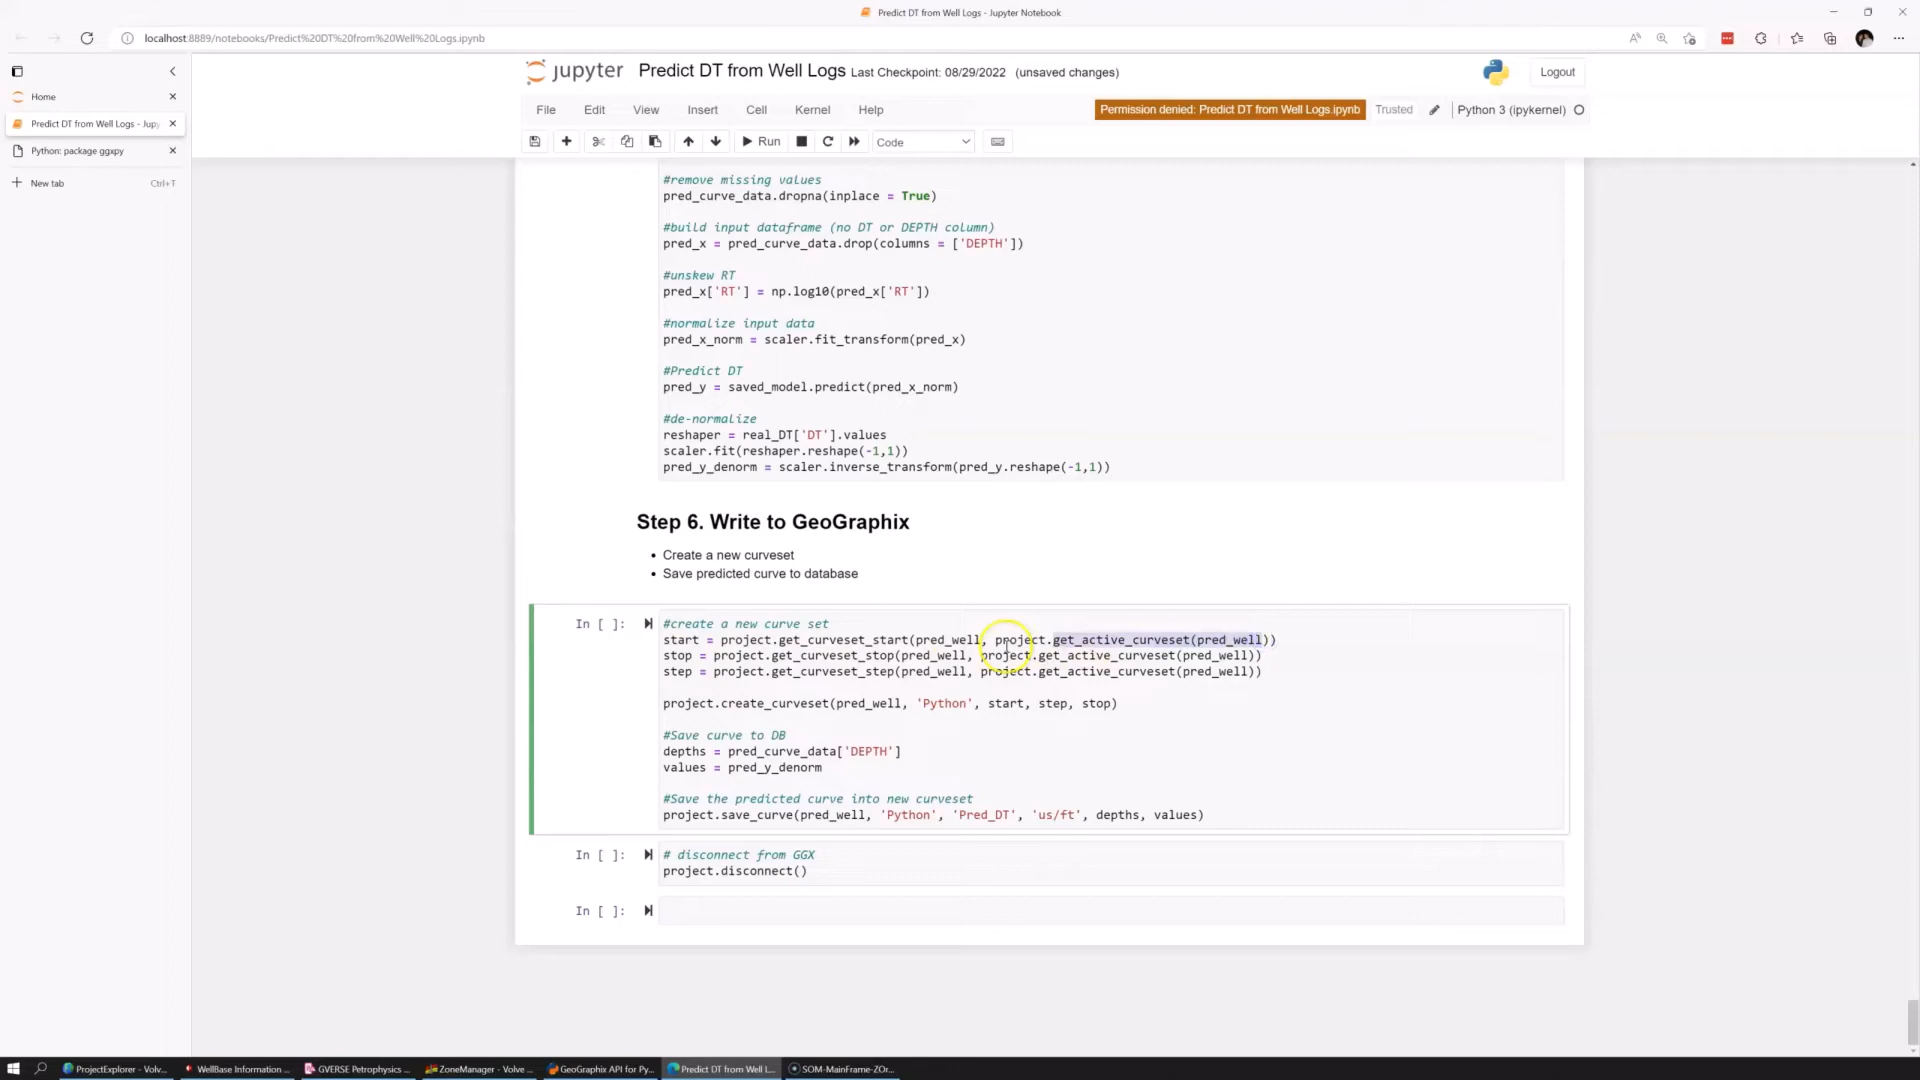 Predict DT from Well Logs - Jupyter Notebook
localhost:8889/notebooks/Predict%20DT%20from%20Well%20Logs.ipynb
Home
Predict DT from Well Logs - Jupy
Python: package ggxpy
New tab Ctrl+T
jupyter Predict DT from Well Logs Last Checkpoint: 08/29/2022 (unsaved changes) Logout
File Edit View Insert Cell Kernel Help Permission denied: Predict DT from Well Logs.ipynb Trusted Python 3 (ipykernel)
Run Code
#remove missing values
pred_curve_data.dropna(inplace = True)
#build input dataframe (no DT or DEPTH column)
pred_x = pred_curve_data.drop(columns = ['DEPTH'])
#unskew RT
pred_x['RT'] = np.log10(pred_x['RT'])
#normalize input data
pred_x_norm = scaler.fit_transform(pred_x)
#Predict DT
pred_y = saved_model.predict(pred_x_norm)
#de-normalize
reshaper = real_DT['DT'].values
scaler.fit(reshaper.reshape(-1,1))
pred_y_denorm = scaler.inverse_transform(pred_y.reshape(-1,1))
Step 6. Write to GeoGraphix
• Create a new curveset
• Save predicted curve to database
In [ ]: #create a new curve set
start = project.get_curveset_start(pred_well, project.get_active_curveset(pred_well))
stop = project.get_curveset_stop(pred_well, project.get_active_curveset(pred_well))
step = project.get_curveset_step(pred_well, project.get_active_curveset(pred_well))
project.create_curveset(pred_well, 'Python', start, step, stop)
#Save curve to DB
depths = pred_curve_data['DEPTH']
values = pred_y_denorm
#Save the predicted curve into new curveset
project.save_curve(pred_well, 'Python', 'Pred_DT', 'us/ft', depths, values)
In [ ]: # disconnect from GGX
project.disconnect()
In [ ]:
ProjectExplorer - Volv... WellBase Information ... GVERSE Petrophysics ... ZoneManager - Volve ... GeoGraphix API for Py... Predict DT from Well L... SOM-MainFrame-ZOr...